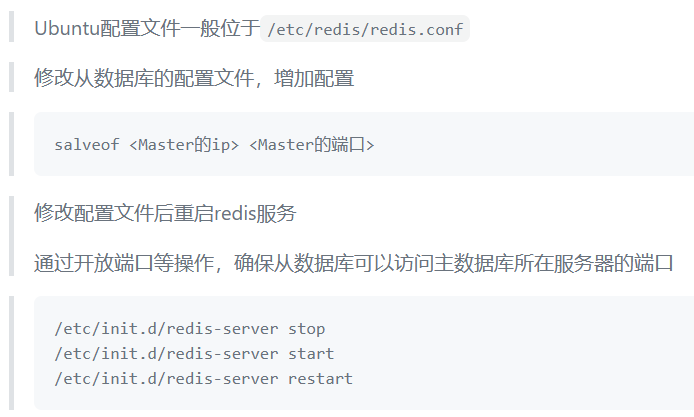 Ubuntu配置文件一般位于 /etc/redis/redis.conf
修改从数据库的配置文件，增加配置
salveof <Master的ip> <Master的端口>
修改配置文件后重启redis服务
通过开放端口等操作，确保从数据库可以访问主数据库所在服务器的端口
/etc/init.d/redis-server stop
/etc/init.d/redis-server start
/etc/init.d/redis-server restart